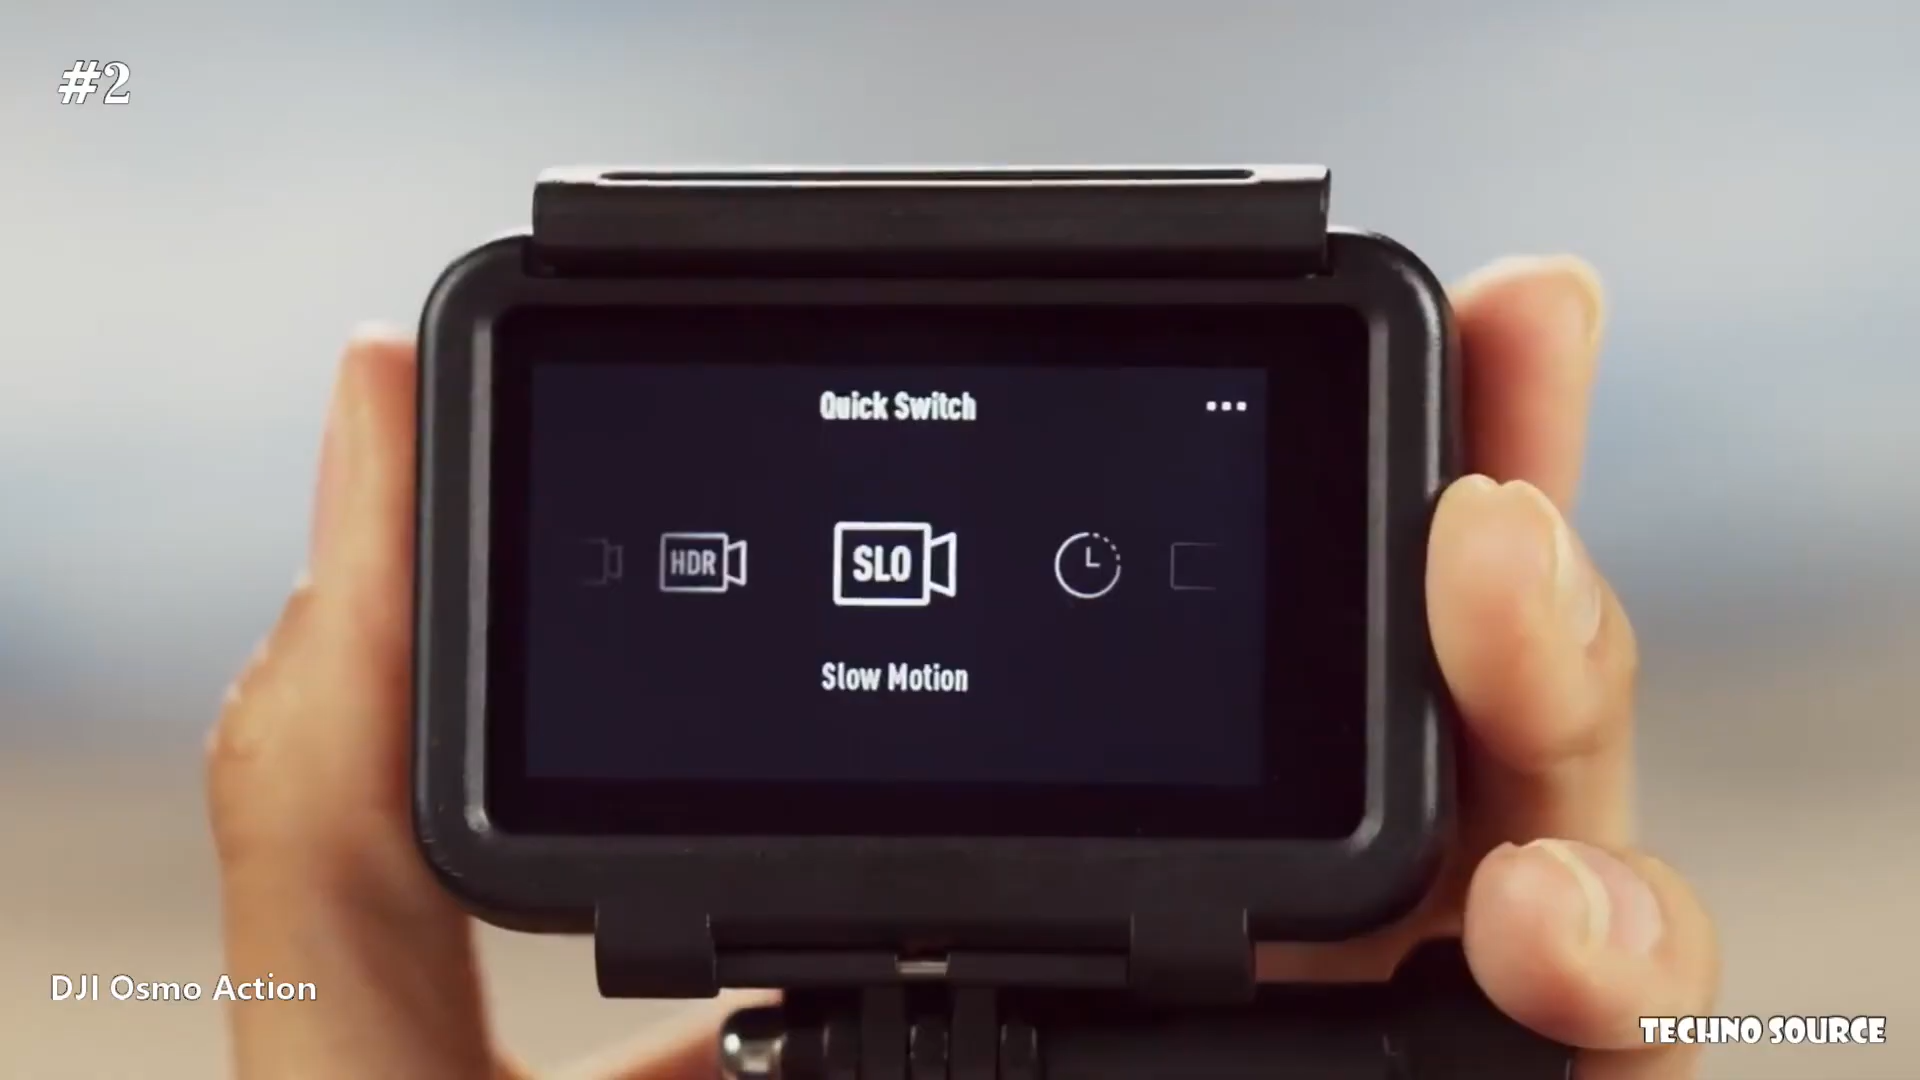 #2
Quick Switch
HDR
SLO
Slow Motion
DJI Osmo Action
TECHNO SOURCE